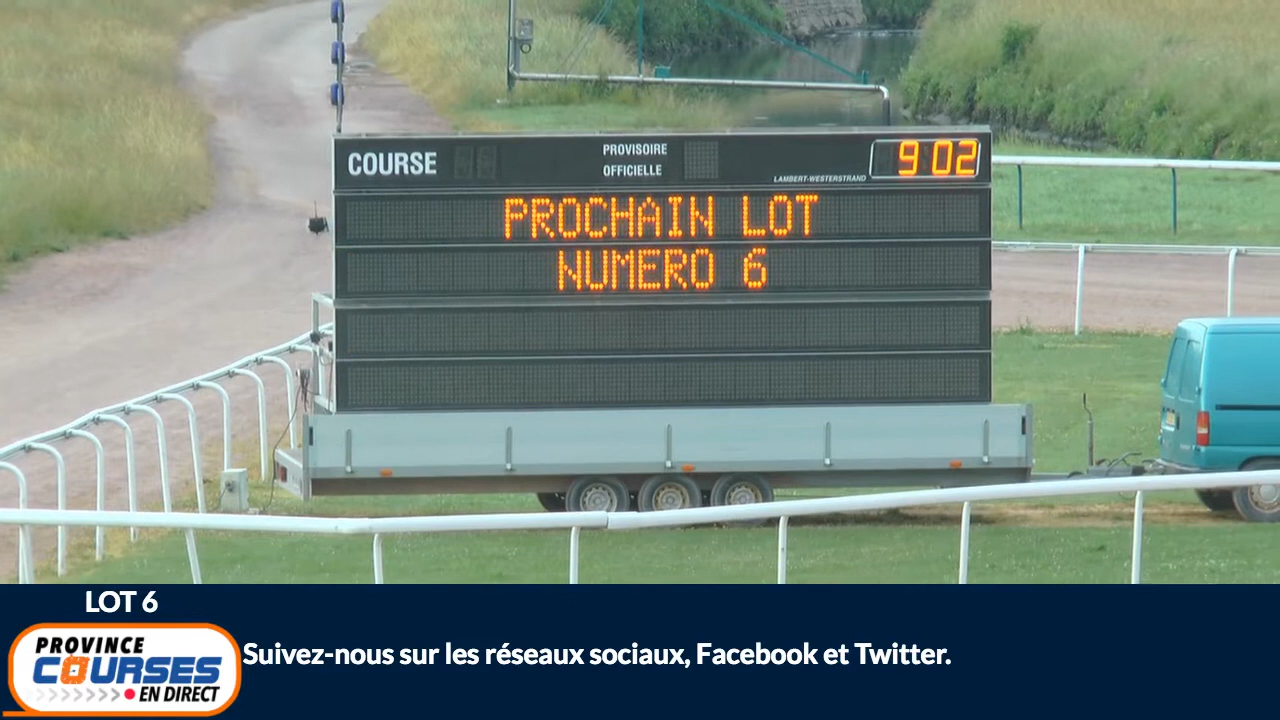 COURSE
PROVISOIRE
OFFICIELLE
LAMBERT-WESTERSTRAND
9 02
PROCHAIN LOT
NUMERO 6
LOT 6
PROVINCE
COURSES
EN DIRECT
Suivez-nous sur les réseaux sociaux, Facebook et Twitter.